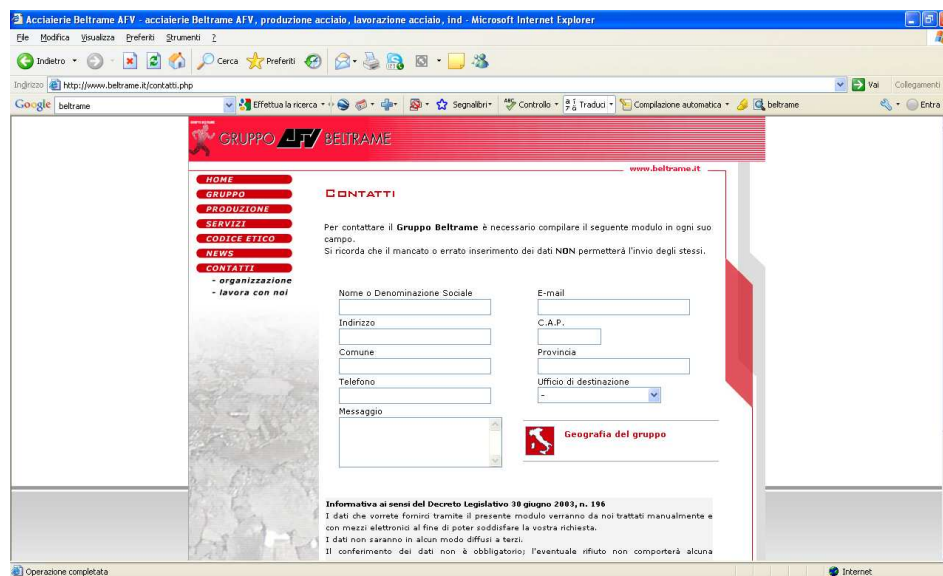 Acciaierie Beltrame AFV - acciaierie Beltrame AFV, produzione acciaio, lavorazione acciaio, ind - Microsoft Internet Explorer
File Modifica Visualizza Preferiti Strumenti ?
Indietro Cerca Preferiti
Indirizzo http://www.beltrame.it/contatti.php Vai Collegamenti
Google beltrame Effettua la ricerca Segnalibri Controllo Traduci Compilazione automatica beltrame Entra
GRUPPO AFV BELTRAME
www.beltrame.it
HOME
GRUPPO
PRODUZIONE
SERVIZI
CODICE ETICO
NEWS
CONTATTI
- organizzazione
- lavora con noi
CONTATTI
Per contattare il Gruppo Beltrame è necessario compilare il seguente modulo in ogni suo
campo.
Si ricorda che il mancato o errato inserimento dei dati NON permetterà l'invio degli stessi.
Nome o Denominazione Sociale E-mail
Indirizzo C.A.P.
Comune Provincia
Telefono Ufficio di destinazione
-
Messaggio
Geografia del gruppo
Informativa ai sensi del Decreto Legislativo 30 giugno 2003, n. 196
I dati che vorrete fornirci tramite il presente modulo verranno da noi trattati manualmente e
con mezzi elettronici al fine di poter soddisfare la vostra richiesta.
I dati non saranno in alcun modo diffusi a terzi.
Il conferimento dei dati non è obbligatorio; l'eventuale rifiuto non comporterà alcuna
Operazione completata Internet